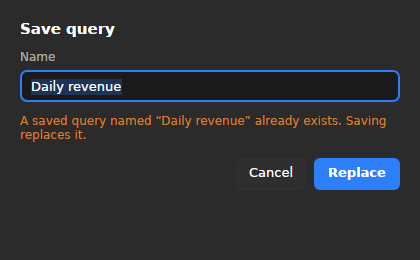 Save query
Name
Daily revenue
A saved query named “Daily revenue” already exists. Saving
replaces it.
Cancel
Replace